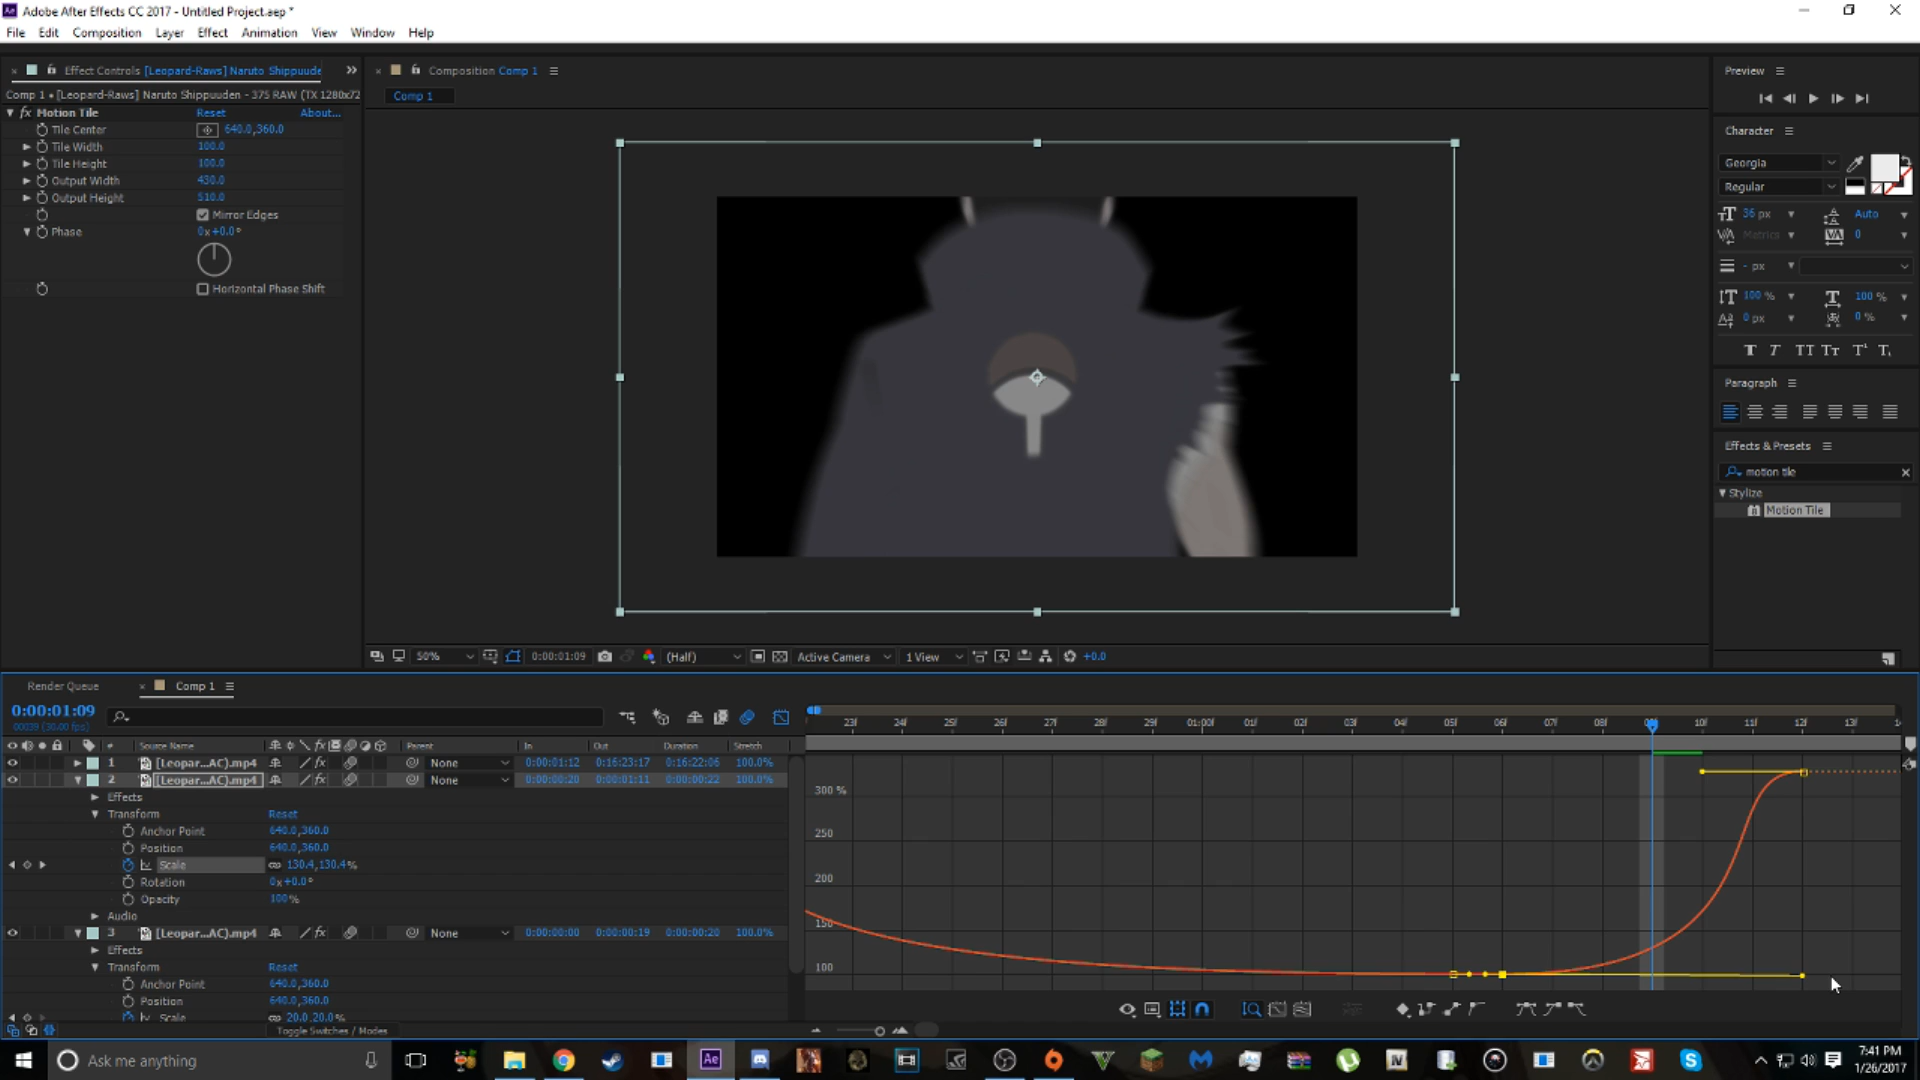 Adobe After Effects CC 2017 - Untitled Project.aep *
File Edit Composition Layer Effect Animation View Window Help
Effect Controls [Leopard-Raws] Naruto Shippuude
Comp 1 • [Leopard-Raws] Naruto Shippuuden - 375 RAW (TX 1280x72
fx Motion Tile Reset About...
Tile Center 640.0,360.0
Tile Width 100.0
Tile Height 100.0
Output Width 430.0
Output Height 510.0
Mirror Edges
Phase 0x+0.0°
Horizontal Phase Shift
Composition Comp 1
Comp 1
50% 0:00:01:09 (Half) Active Camera 1 View +0.0
Preview
Character
Georgia
Regular
36 px Auto
Metrics 0
- px
100 % 100 %
0 px 0 %
T T TT Tr T¹ T,
Paragraph
Effects & Presets
motion tile
Stylize
Motion Tile
Render Queue Comp 1
0:00:01:09
00039 (30.00 fps)
# Source Name Parent In Out Duration Stretch
1 [Leopar...AC].mp4 None 0:00:01:12 0:16:23:17 0:16:22:06 100.0%
2 [Leopar...AC].mp4 None 0:00:00:20 0:00:01:11 0:00:00:22 100.0%
Effects
Transform Reset
Anchor Point 640.0,360.0
Position 640.0,360.0
Scale 130.4,130.4%
Rotation 0x+0.0°
Opacity 100%
Audio
3 [Leopar...AC].mp4 None 0:00:00:00 0:00:00:19 0:00:00:20 100.0%
Effects
Transform Reset
Anchor Point 640.0,360.0
Position 640.0,360.0
Scale 20.0,20.0%
Toggle Switches / Modes
23f 24f 25f 26f 27f 28f 29f 01:00f 01f 02f 03f 04f 05f 06f 07f 08f 09f 10f 11f 12f 13f
300 %
250
200
150
100
Ask me anything
Ae
7:41 PM
1/26/2017